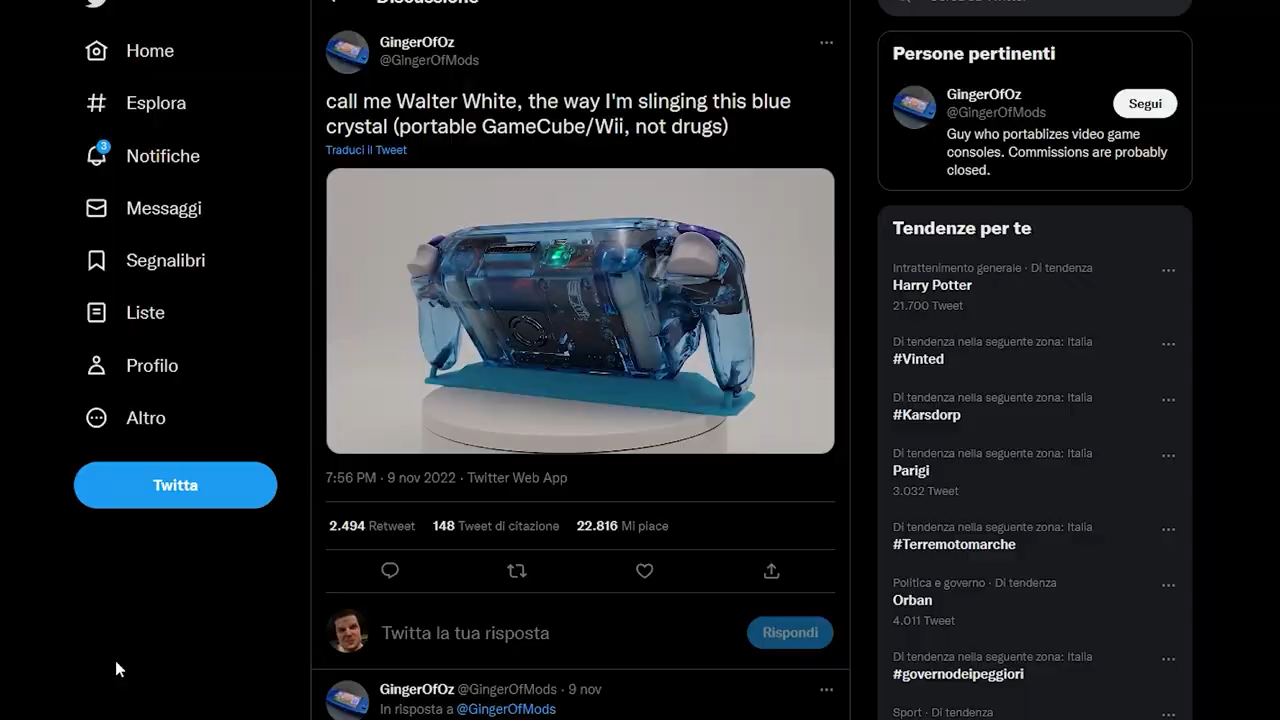 Discussione
Home
Esplora
3
Notifiche
Messaggi
Segnalibri
Liste
Profilo
Altro
Twitta
GingerOfOz
@GingerOfMods
call me Walter White, the way I'm slinging this blue
crystal (portable GameCube/Wii, not drugs)
Traduci il Tweet
7:56 PM · 9 nov 2022 · Twitter Web App
2.494 Retweet 148 Tweet di citazione 22.816 Mi piace
Twitta la tua risposta
Rispondi
GingerOfOz @GingerOfMods · 9 nov
In risposta a @GingerOfMods
Cerca su Twitter
Persone pertinenti
GingerOfOz
@GingerOfMods
Segui
Guy who portablizes video game
consoles. Commissions are probably
closed.
Tendenze per te
Intrattenimento generale · Di tendenza
Harry Potter
21.700 Tweet
Di tendenza nella seguente zona: Italia
#Vinted
Di tendenza nella seguente zona: Italia
#Karsdorp
Di tendenza nella seguente zona: Italia
Parigi
3.032 Tweet
Di tendenza nella seguente zona: Italia
#Terremotomarche
Politica e governo · Di tendenza
Orban
4.011 Tweet
Di tendenza nella seguente zona: Italia
#governodeipeggiori
Sport · Di tendenza